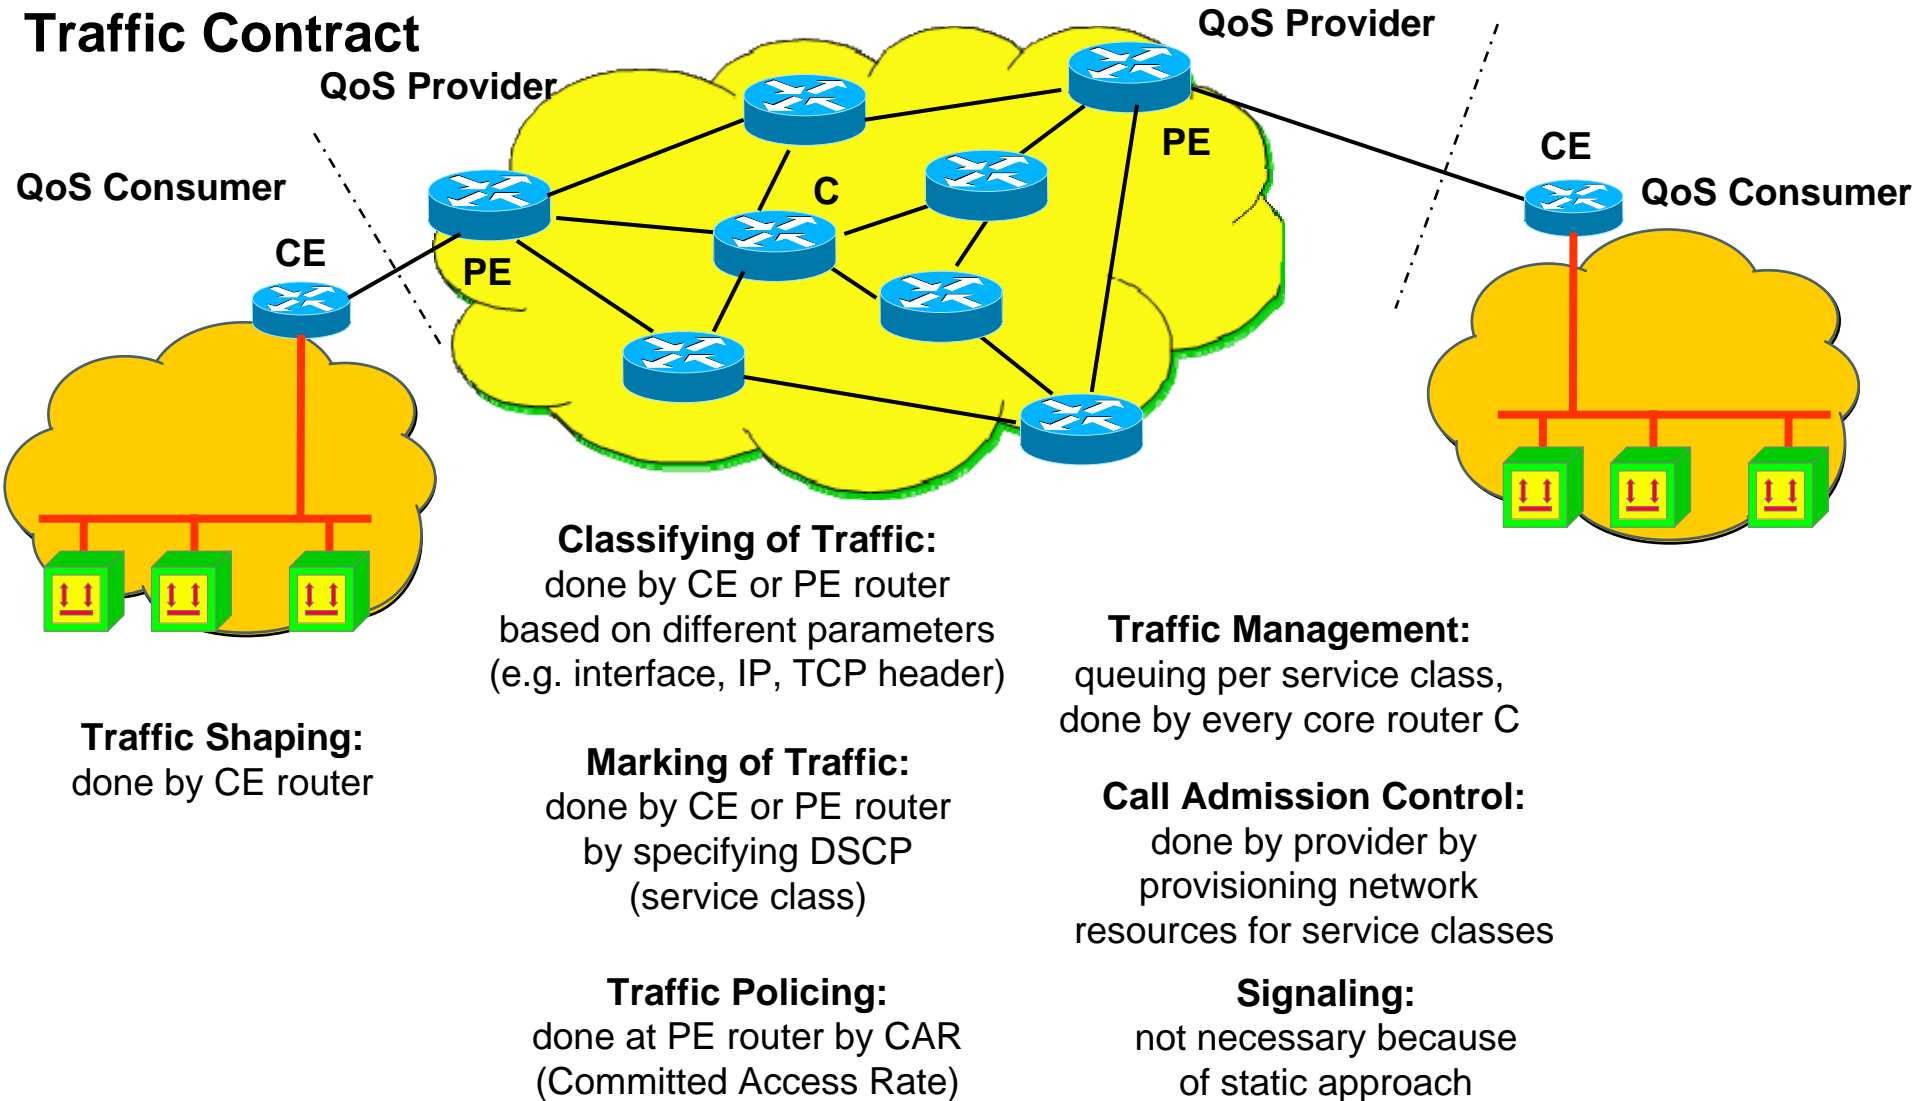 Traffic Contract
QoS Provider
QoS Provider
QoS Consumer
CE
PE
C
PE
CE
QoS Consumer
Classifying of Traffic:
done by CE or PE router
based on different parameters
(e.g. interface, IP, TCP header)
Traffic Management:
queuing per service class,
done by every core router C
Traffic Shaping:
done by CE router
Marking of Traffic:
done by CE or PE router
by specifying DSCP
(service class)
Call Admission Control:
done by provider by
provisioning network
resources for service classes
Traffic Policing:
done at PE router by CAR
(Committed Access Rate)
Signaling:
not necessary because
of static approach